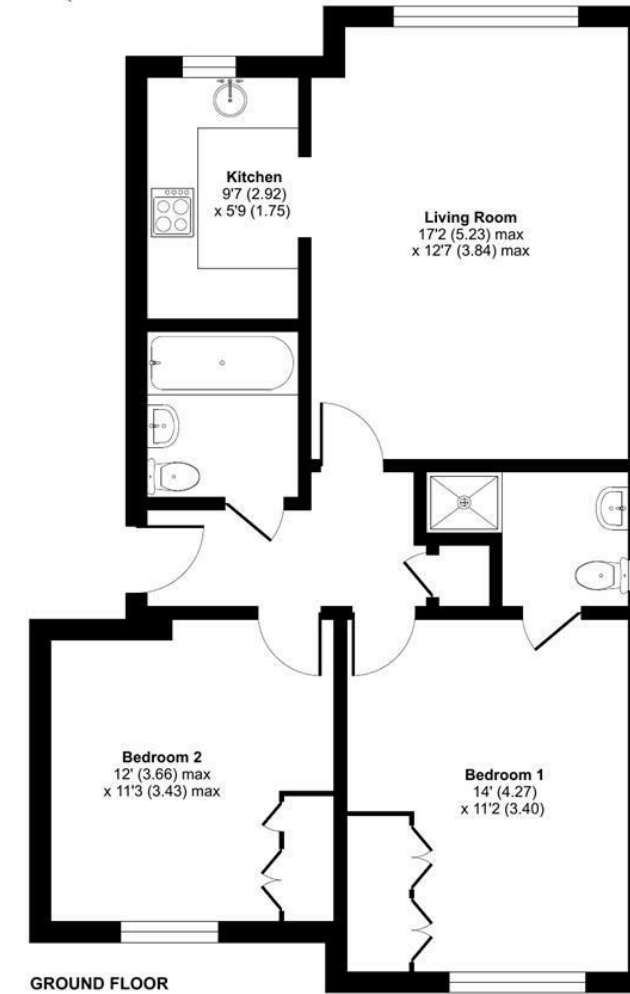 Kitchen
9'7 (2.92)
x 5'9 (1.75)
Living Room
17'2 (5.23) max
x 12'7 (3.84) max
Bedroom 2
12' (3.66) max
x 11'3 (3.43) max
Bedroom 1
14' (4.27)
x 11'2 (3.40)
GROUND FLOOR